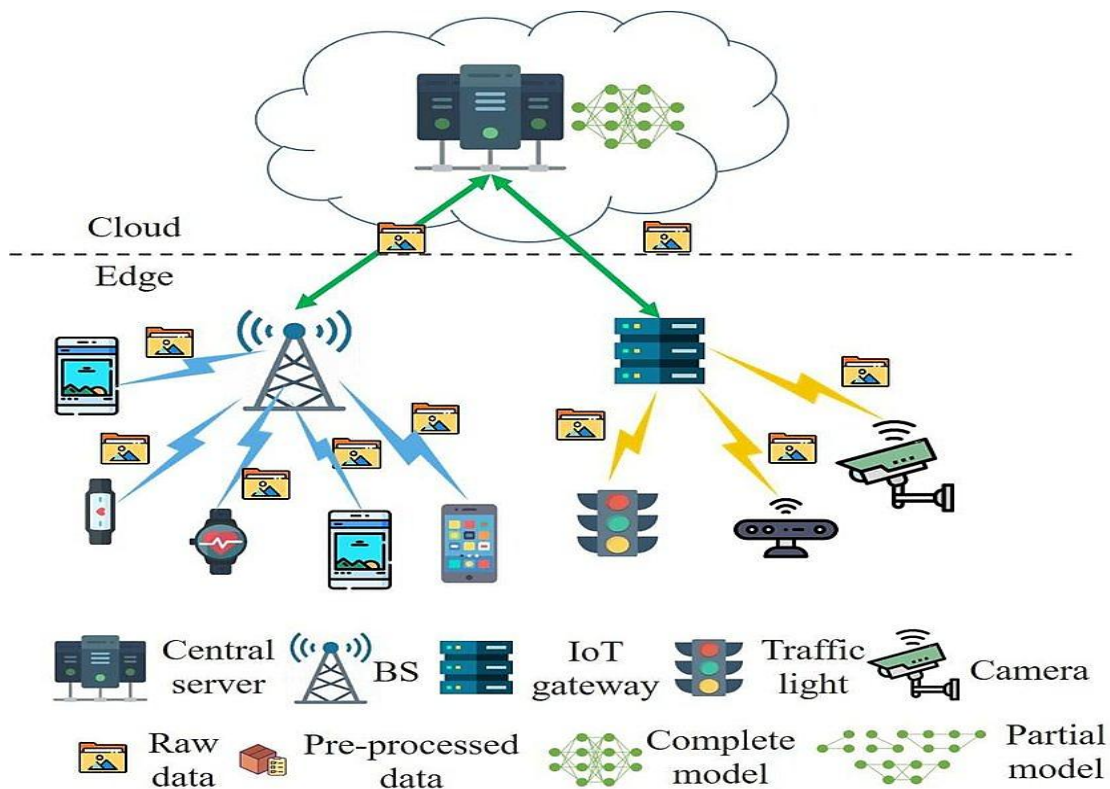 Cloud
Edge
Central
server
BS
IoT
gateway
Traffic
light
Camera
Raw
data
Pre-processed
data
Complete
model
Partial
model